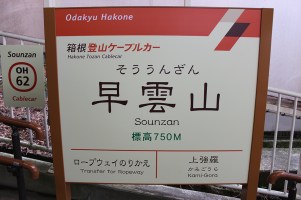 Odakyu Hakone
箱根登山ケーブルカー
Hakone Tozan Cablecar
Sounzan
OH
62
Cablecar
そううんざん
早雲山
Sounzan
標高750M
ロープウェイのりかえ
Transfer for Ropeway
上強羅
かみごうら
Kami-Gora